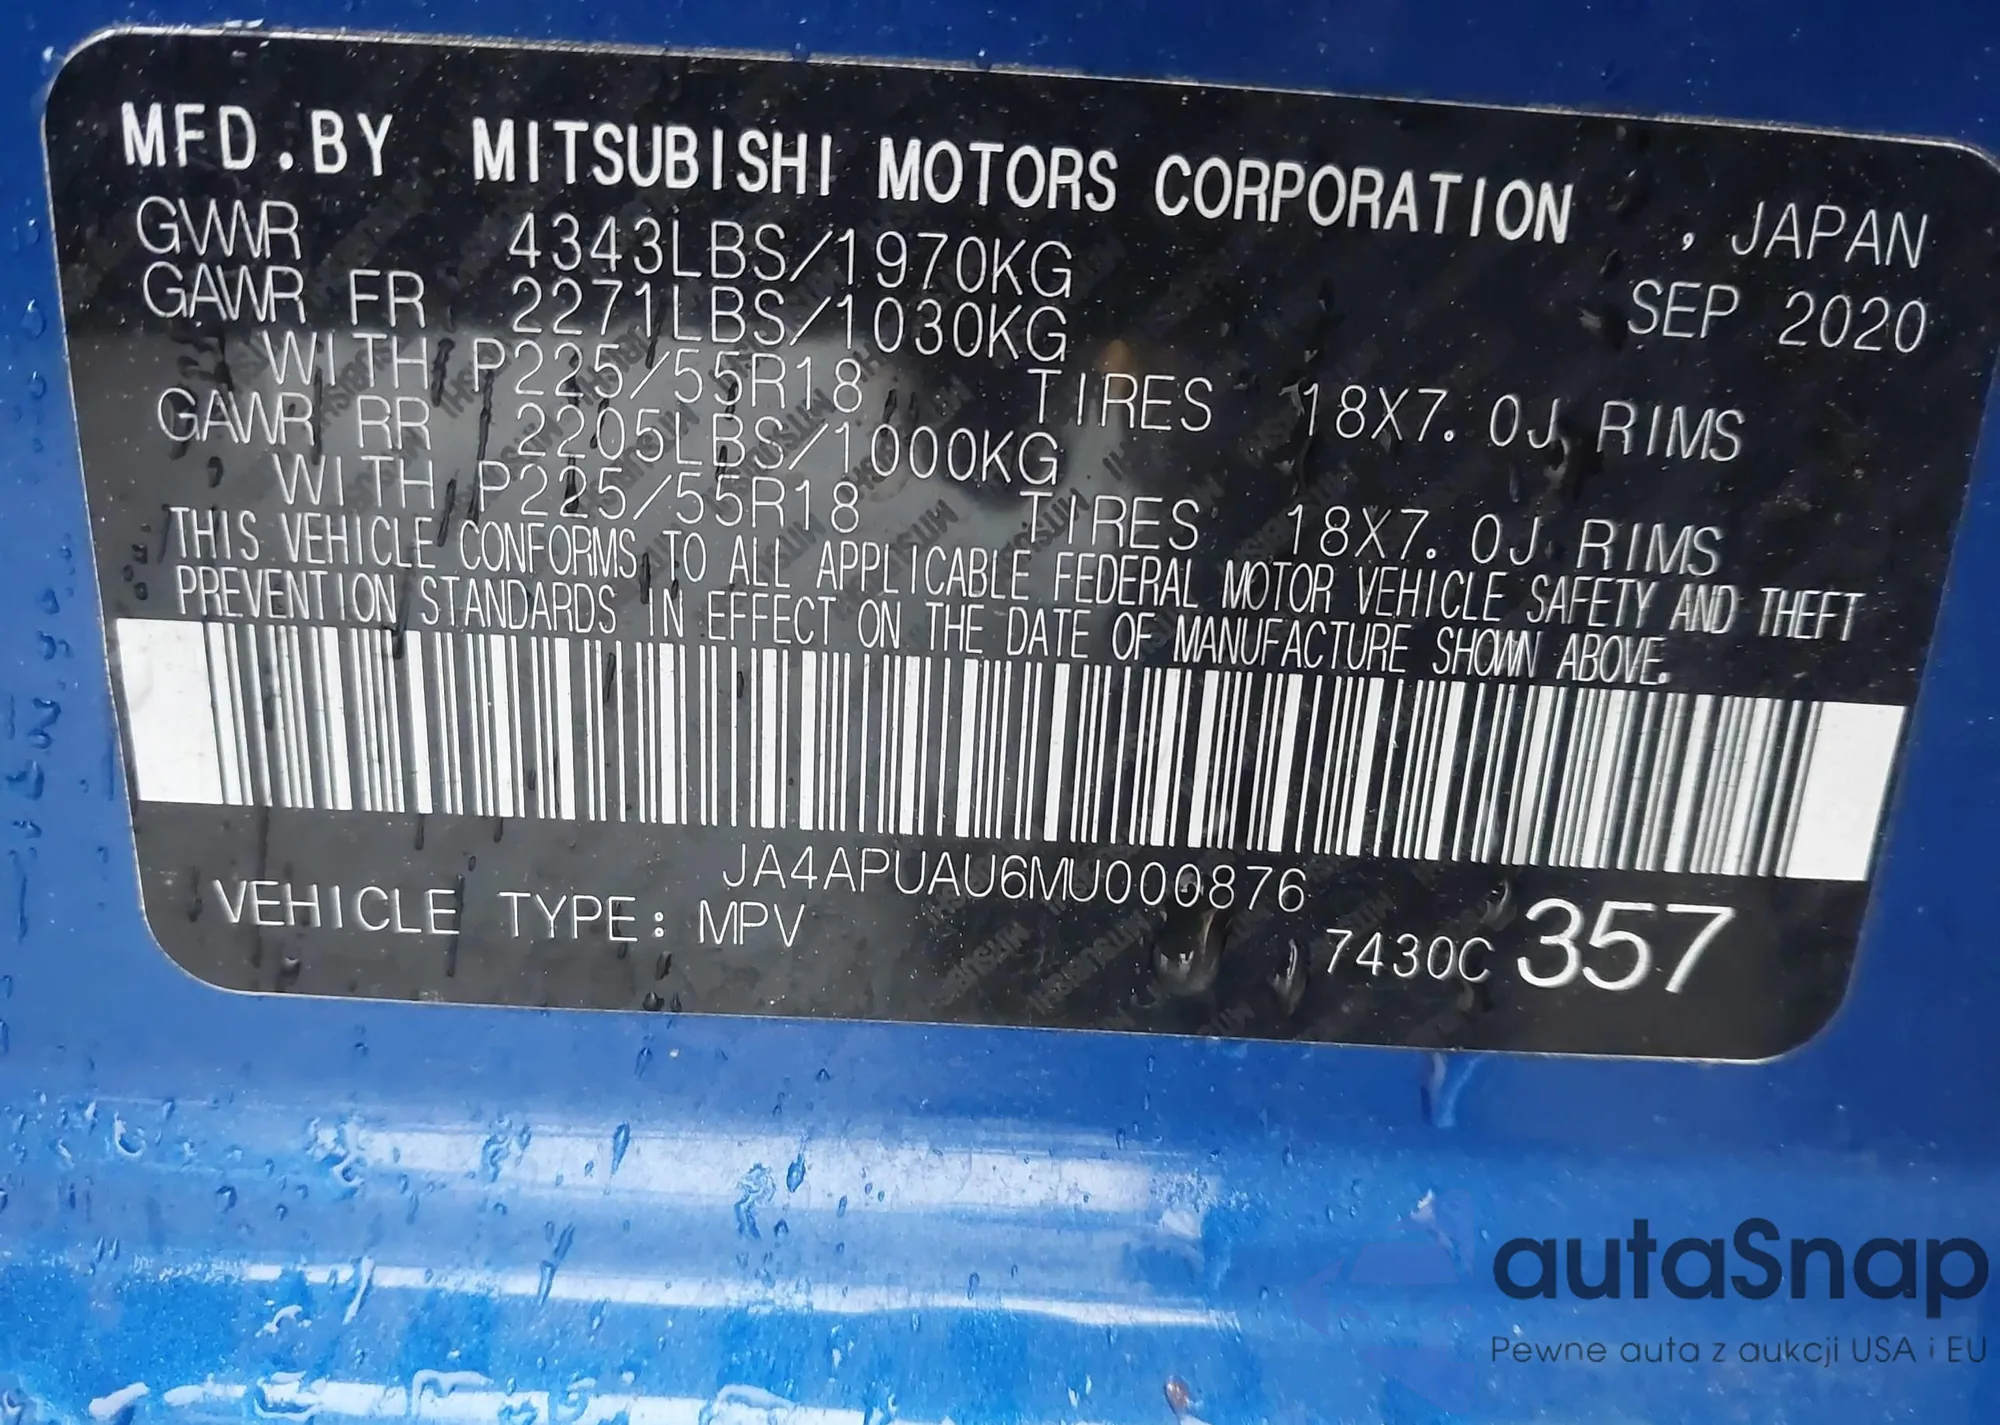 MFD.BY MITSUBISHI MOTORS CORPORATION , JAPAN
GVWR 4343LBS/1970KG SEP 2020
GAWR FR 2271LBS/1030KG
WITH P225/55R18 TIRES 18X7.0J RIMS
GAWR RR 2205LBS/1000KG
WITH P225/55R18 TIRES 18X7.0J RIMS
THIS VEHICLE CONFORMS TO ALL APPLICABLE FEDERAL MOTOR VEHICLE SAFETY AND THEFT
PREVENTION STANDARDS IN EFFECT ON THE DATE OF MANUFACTURE SHOWN ABOVE.
JA4APUAU6MU000876
VEHICLE TYPE: MPV 7430C 357
autaSnap
Pewne auta z aukcji USA i EU